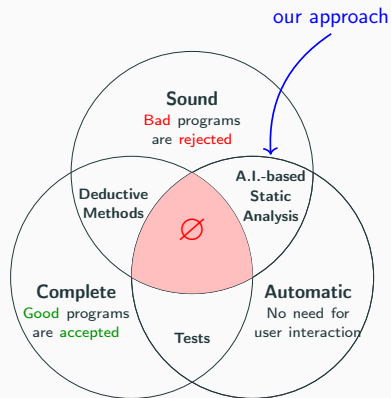 our approach
Sound
Bad programs
are rejected
Deductive
Methods
A.I.-based
Static
Analysis
∅
Complete
Good programs
are accepted
Automatic
No need for
user interaction
Tests